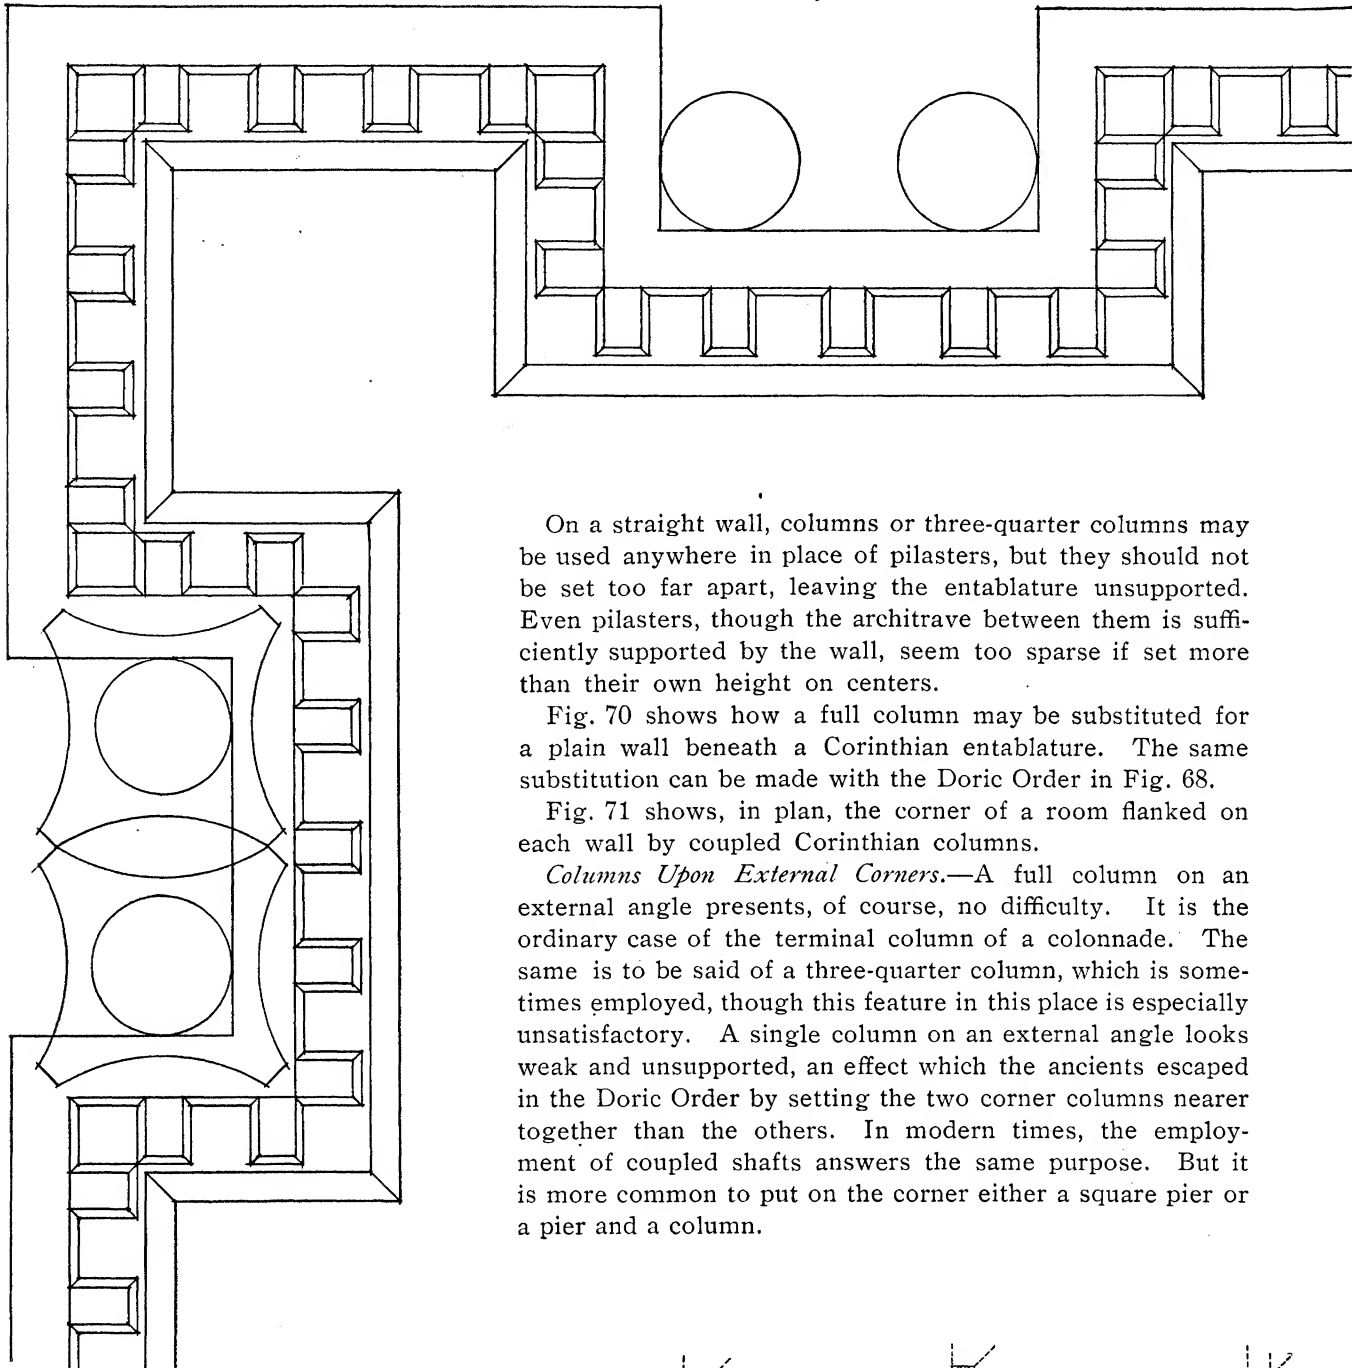 On a straight wall, columns or three-quarter columns may
be used anywhere in place of pilasters, but they should not
be set too far apart, leaving the entablature unsupported.
Even pilasters, though the architrave between them is suffi-
ciently supported by the wall, seem too sparse if set more
than their own height on centers.
Fig. 70 shows how a full column may be substituted for
a plain wall beneath a Corinthian entablature. The same
substitution can be made with the Doric Order in Fig. 68.
Fig. 71 shows, in plan, the corner of a room flanked on
each wall by coupled Corinthian columns.
Columns Upon External Corners.—A full column on an
external angle presents, of course, no difficulty. It is the
ordinary case of the terminal column of a colonnade. The
same is to be said of a three-quarter column, which is some-
times employed, though this feature in this place is especially
unsatisfactory. A single column on an external angle looks
weak and unsupported, an effect which the ancients escaped
in the Doric Order by setting the two corner columns nearer
together than the others. In modern times, the employ-
ment of coupled shafts answers the same purpose. But it
is more common to put on the corner either a square pier or
a pier and a column.